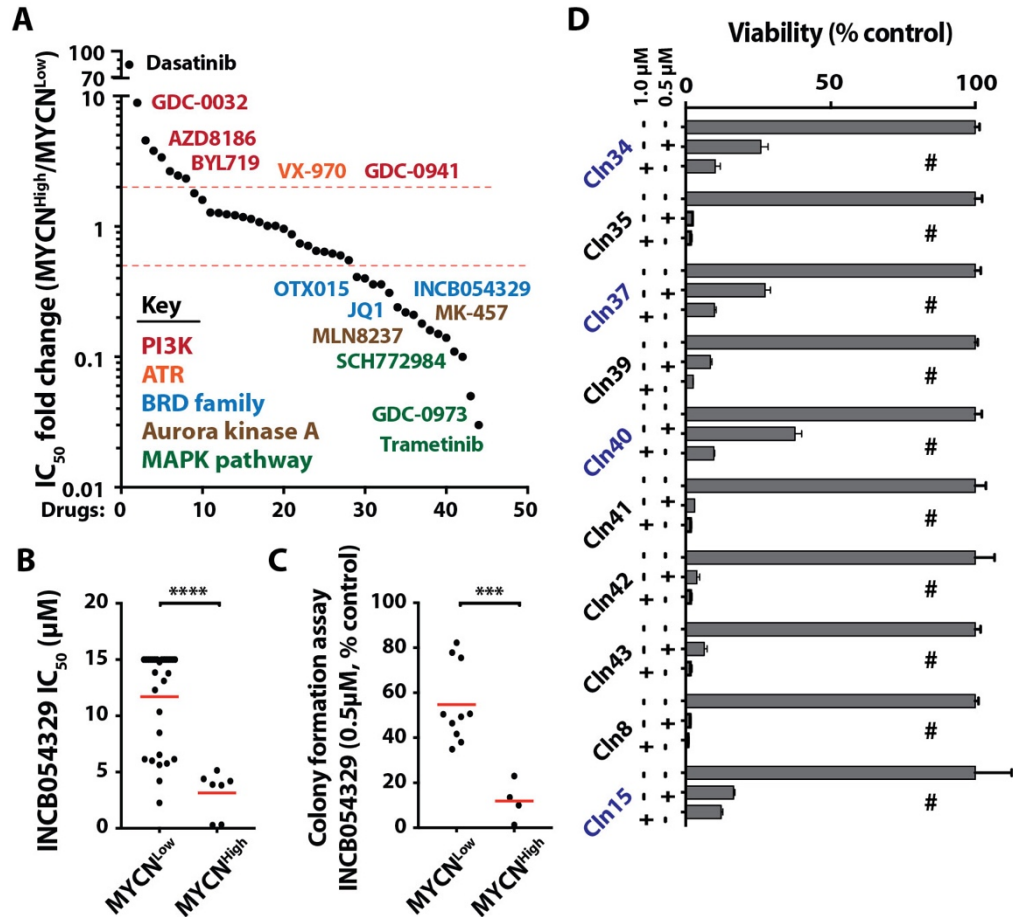 A
IC50 fold change (MYCNHigh/MYCNLow)
100
70
10
1
0.1
0.01
Dasatinib
GDC-0032
AZD8186
BYL719
VX-970
GDC-0941
OTX015
INCB054329
JQ1
MK-457
MLN8237
SCH772984
GDC-0973
Trametinib
Key
PI3K
ATR
BRD family
Aurora kinase A
MAPK pathway
Drugs: 0 10 20 30 40 50
B
INCB054329 IC50 (µM)
20
15
10
5
0
****
MYCNLow
MYCNHigh
C
Colony formation assay
INCB054329 (0.5µM, % control)
100
80
60
40
20
0
***
MYCNLow
MYCNHigh
D
Viability (% control)
1.0 µM
0.5 µM
0 50 100
Cln34
- -
- +
+ -
#
Cln35
- -
- +
+ -
#
Cln37
- -
- +
+ -
#
Cln39
- -
- +
+ -
#
Cln40
- -
- +
+ -
#
Cln41
- -
- +
+ -
#
Cln42
- -
- +
+ -
#
Cln43
- -
- +
+ -
#
Cln8
- -
- +
+ -
#
Cln15
- -
- +
+ -
#